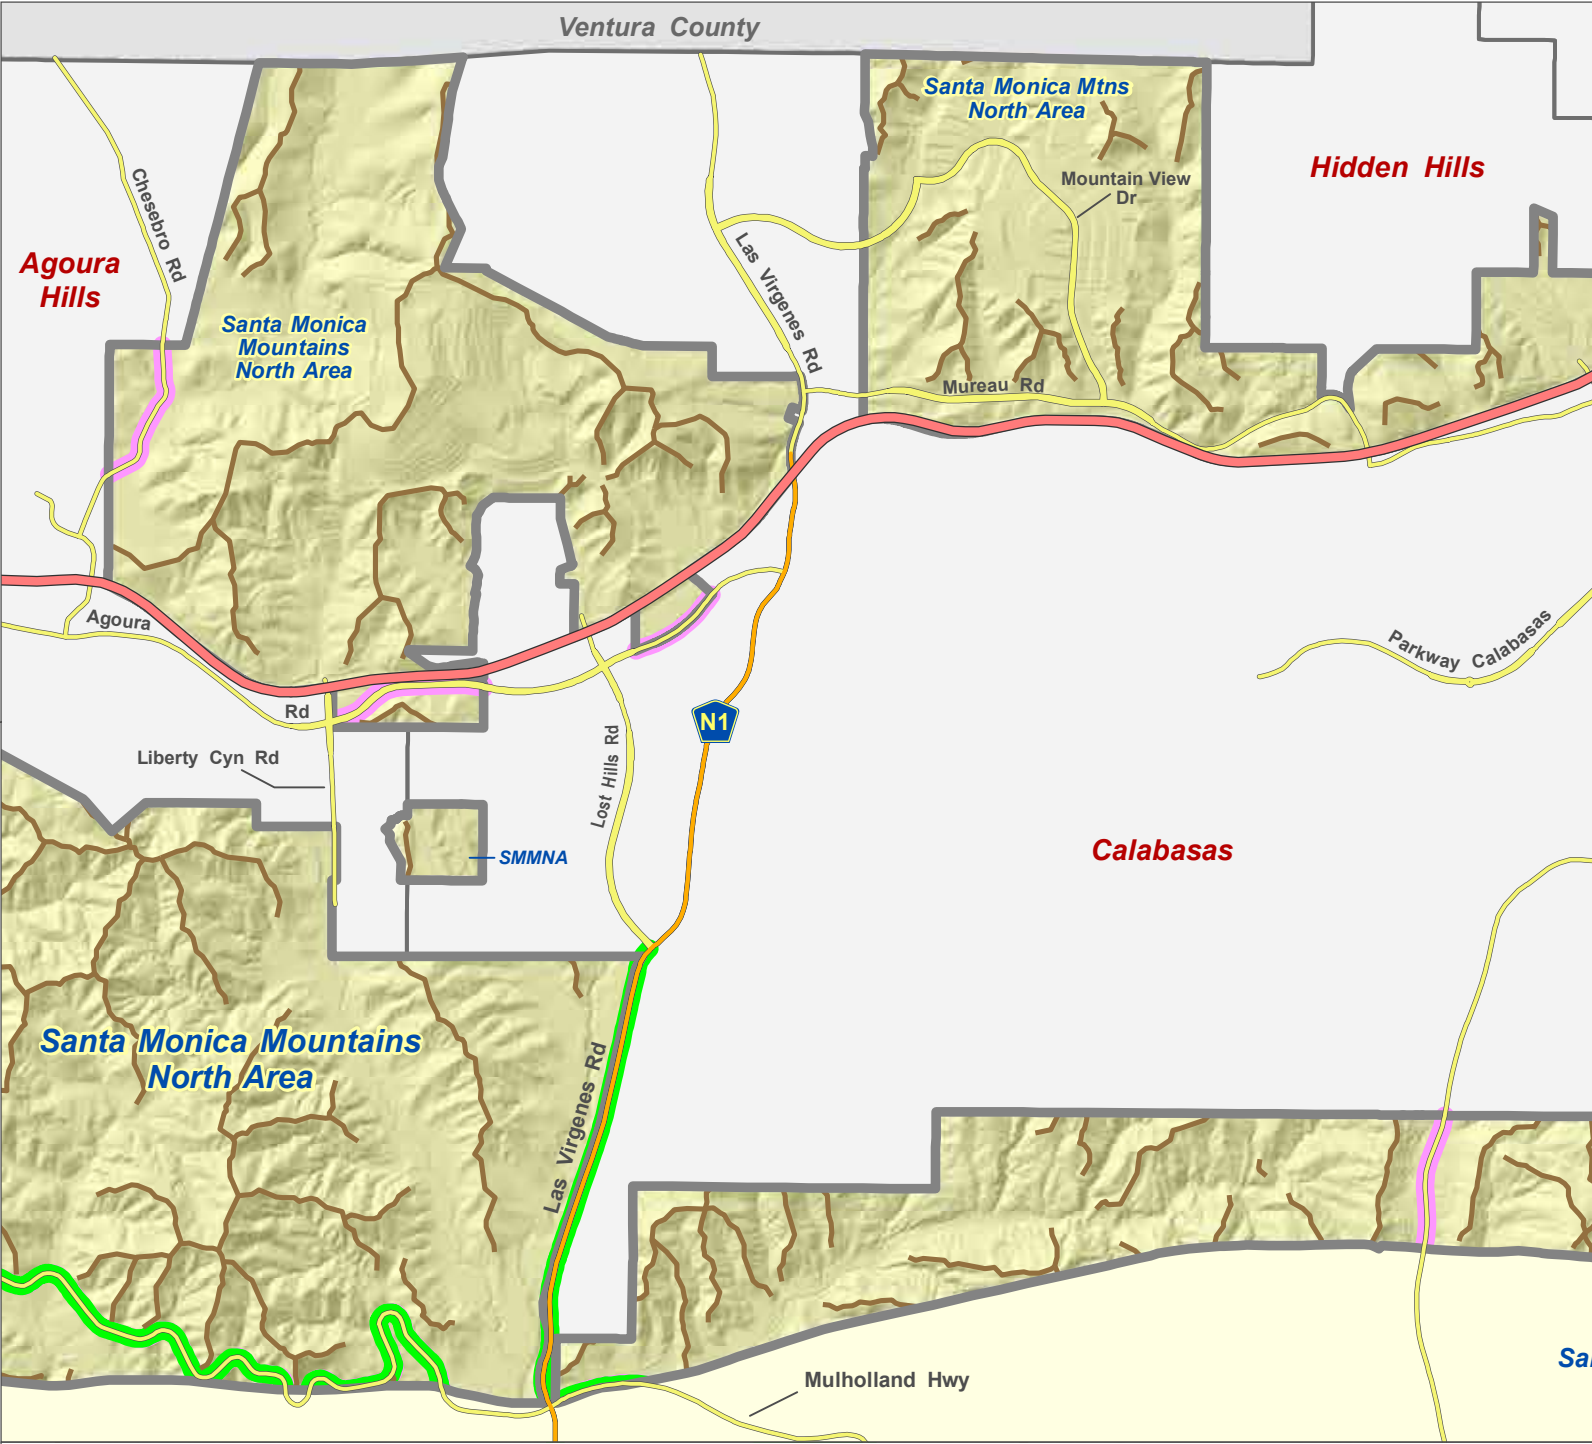 Ventura County
Santa Monica Mtns
North Area
Hidden Hills
Mountain View
Dr
Chesebro Rd
Agoura
Hills
Las Virgenes Rd
Santa Monica
Mountains
North Area
Mureau Rd
Agoura
Rd
Parkway Calabasas
N1
Liberty Cyn Rd
Lost Hills Rd
SMMNA
Calabasas
Santa Monica Mountains
North Area
Las Virgenes Rd
Mulholland Hwy